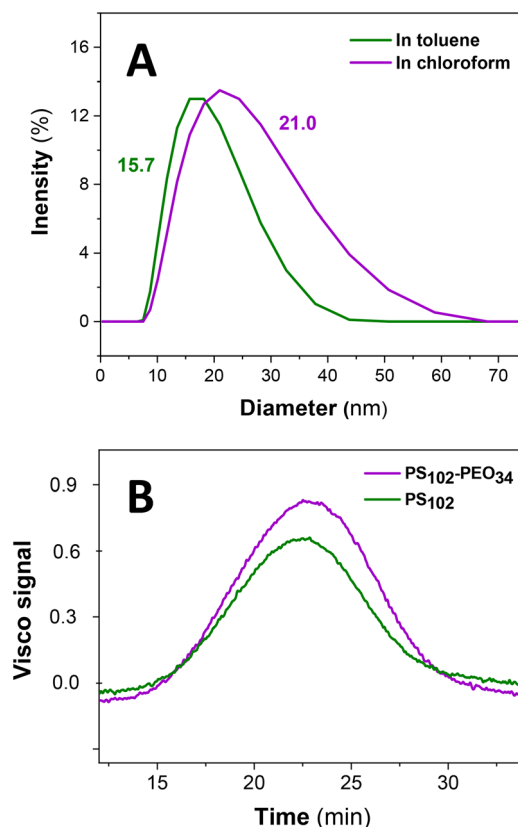 A
In toluene
In chloroform
15.7
21.0
Inensity (%)
16
12
8
4
0
0 10 20 30 40 50 60 70
Diameter (nm)
B
PS102-PEO34
PS102
Visco signal
0.9
0.6
0.3
0.0
15 20 25 30
Time (min)